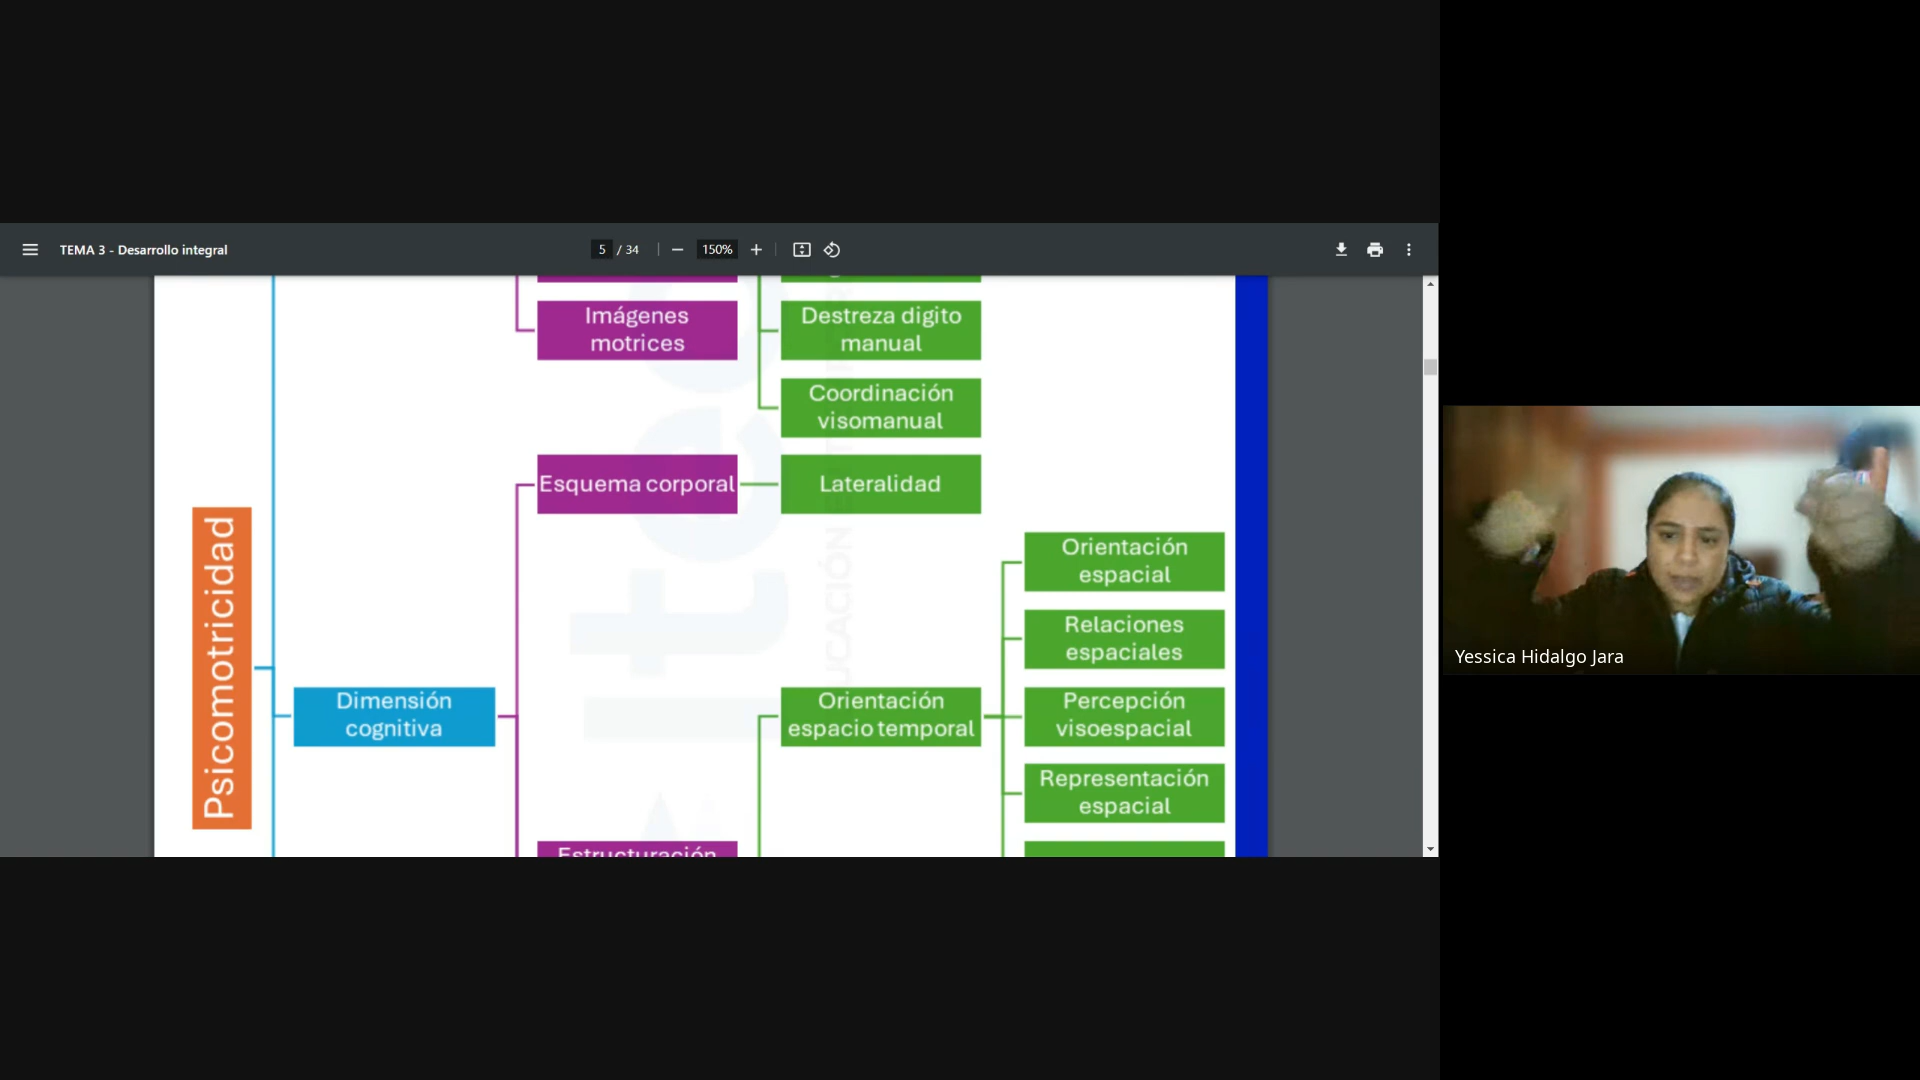 TEMA 3 - Desarrollo integral
5 / 34
150%
Imágenes
motrices
Destreza digito
manual
Coordinación
visomanual
Esquema corporal
Lateralidad
Psicomotricidad
Dimensión
cognitiva
Orientación
espacio temporal
Orientación
espacial
Relaciones
espaciales
Percepción
visoespacial
Representación
espacial
Estructuración
Yessica Hidalgo Jara